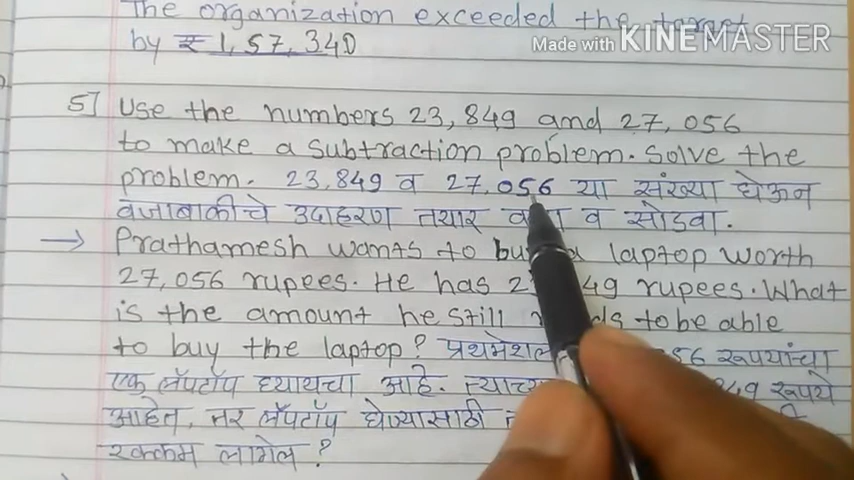 The organization exceeded the target
by ₹ 1,57,340
Made with KINEMASTER
5] Use the numbers 23,849 and 27,056
to make a subtraction problem. Solve the
problem. 23,849 व 27,056 या संख्या घेऊन
वजाबाकीचे उदाहरण तयार व सोडवा.
→ Prathamesh wants to buy a laptop worth
27,056 rupees. He has rupees. What
is the amount he still to be able
to buy the laptop? रूपयांचा
एक लॅपटॉप घ्यायचा आहे. रूपये
आहेत. तर लॅपटॉप घेण्यासाठी
रक्कम लागेल?